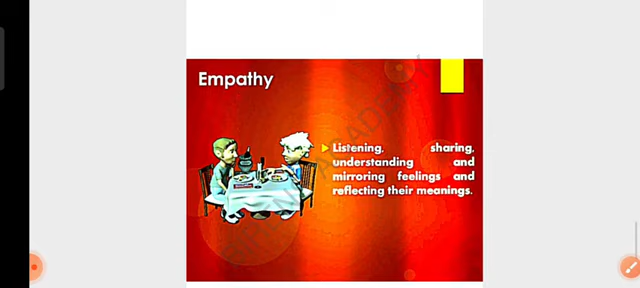 Empathy
Listening, sharing,
understanding and
mirroring feelings and
reflecting their meanings.